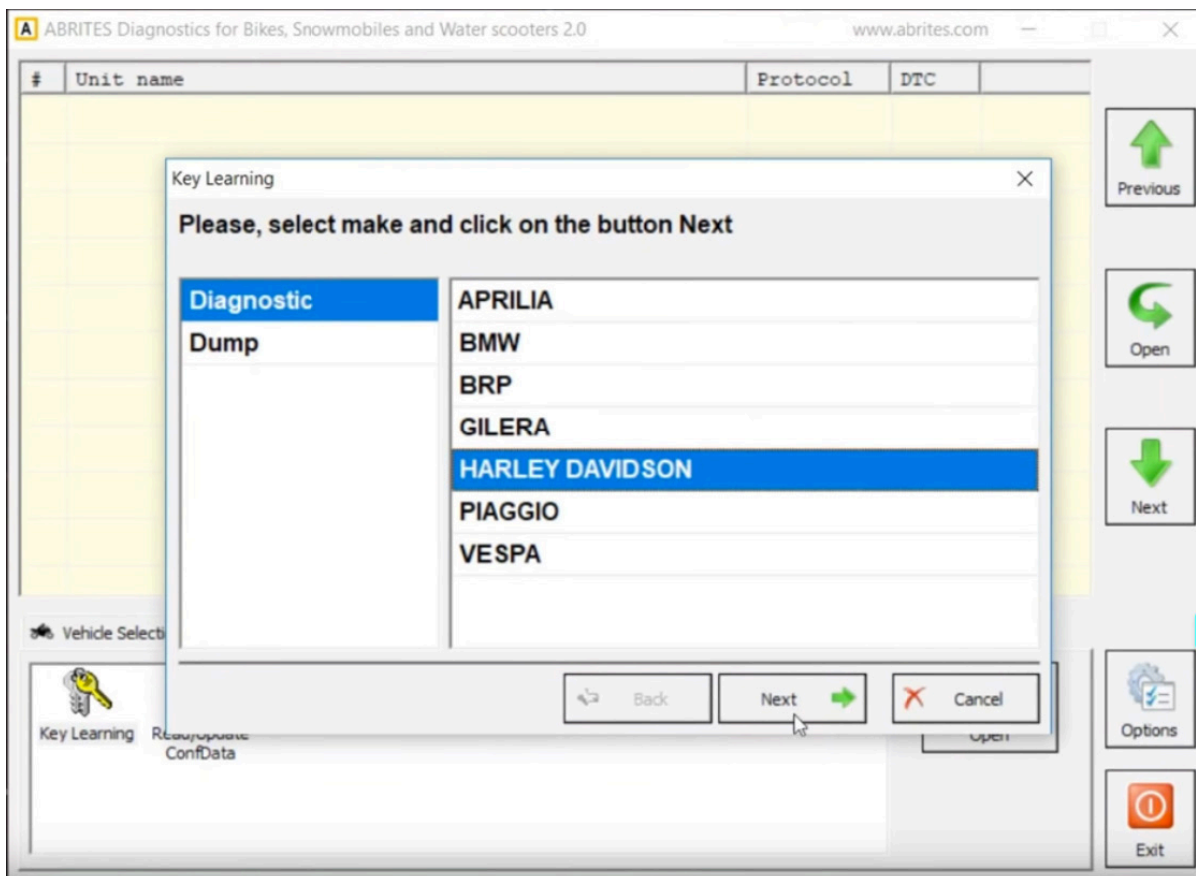 A ABRITES Diagnostics for Bikes, Snowmobiles and Water scooters 2.0 www.abrites.com
# Unit name Protocol DTC
Previous
Open
Next
Key Learning
Please, select make and click on the button Next
Diagnostic
Dump
APRILIA
BMW
BRP
GILERA
HARLEY DAVIDSON
PIAGGIO
VESPA
Back Next Cancel
Vehicle Selecti
Key Learning
Read/Update
ConfData
Open
Options
Exit